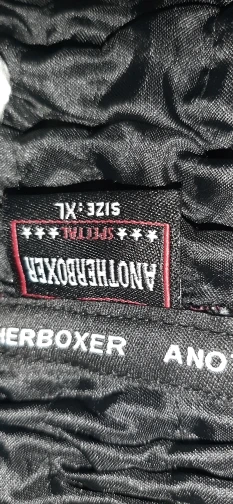 ANOTHERBOXER
★★★★SPECIAL★★★★
SIZE:XL
HERBOXER ANO